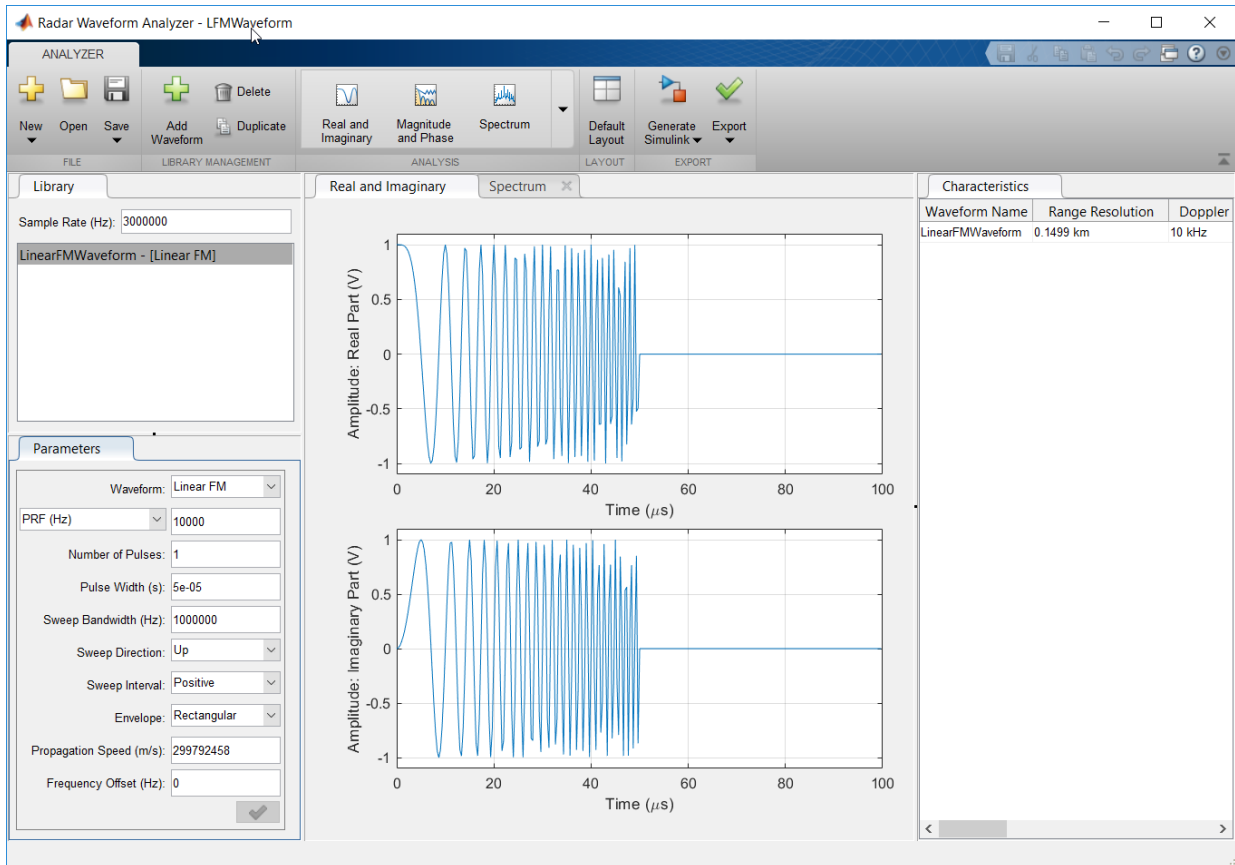 Radar Waveform Analyzer - LFMWaveform
ANALYZER
New
Open
Save
FILE
Add Waveform
Delete
Duplicate
LIBRARY MANAGEMENT
Real and Imaginary
Magnitude and Phase
Spectrum
ANALYSIS
Default Layout
LAYOUT
Generate Simulink
Export
EXPORT
Library
Sample Rate (Hz): 3000000
LinearFMWaveform - [Linear FM]
Parameters
Waveform: Linear FM
PRF (Hz) 10000
Number of Pulses: 1
Pulse Width (s): 5e-05
Sweep Bandwidth (Hz): 1000000
Sweep Direction: Up
Sweep Interval: Positive
Envelope: Rectangular
Propagation Speed (m/s): 299792458
Frequency Offset (Hz): 0
Real and Imaginary
Spectrum
Amplitude: Real Part (V)
1
0.5
0
-0.5
-1
0 20 40 60 80 100
Time (μs)
Amplitude: Imaginary Part (V)
1
0.5
0
-0.5
-1
0 20 40 60 80 100
Time (μs)
Characteristics
Waveform Name Range Resolution Doppler
LinearFMWaveform 0.1499 km 10 kHz